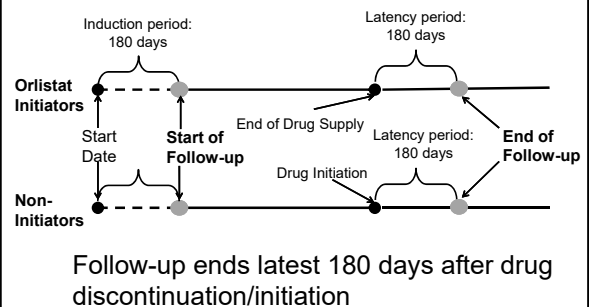 Induction period:
180 days
Latency period:
180 days
Orlistat
Initiators
Start
Date
Start of
Follow-up
End of Drug Supply
Latency period:
180 days
End of
Follow-up
Drug Initiation
Non-
Initiators
Follow-up ends latest 180 days after drug
discontinuation/initiation